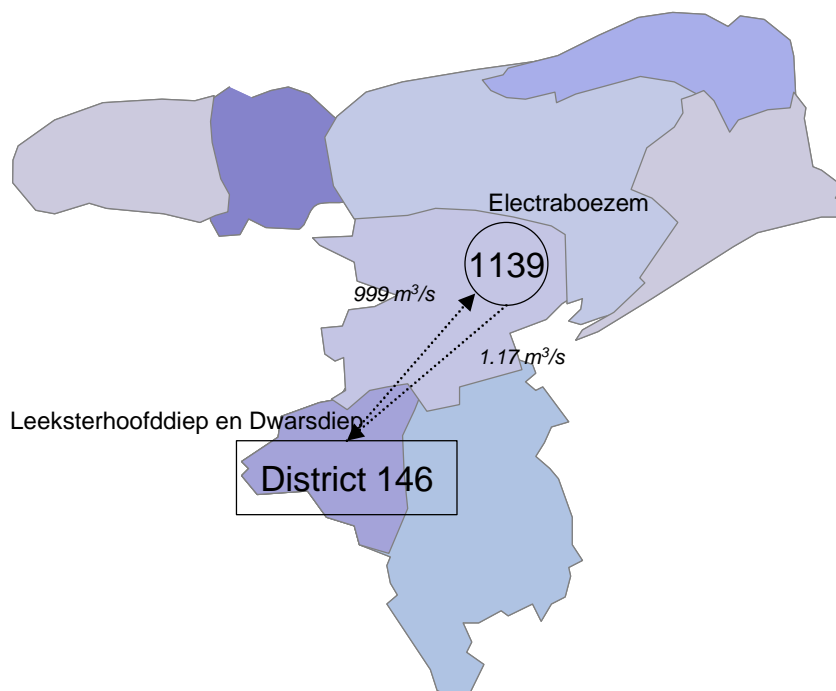 Electraboezem
1139
999 m³/s
1.17 m³/s
Leeksterhoofddiep en Dwarsdiep
District 146